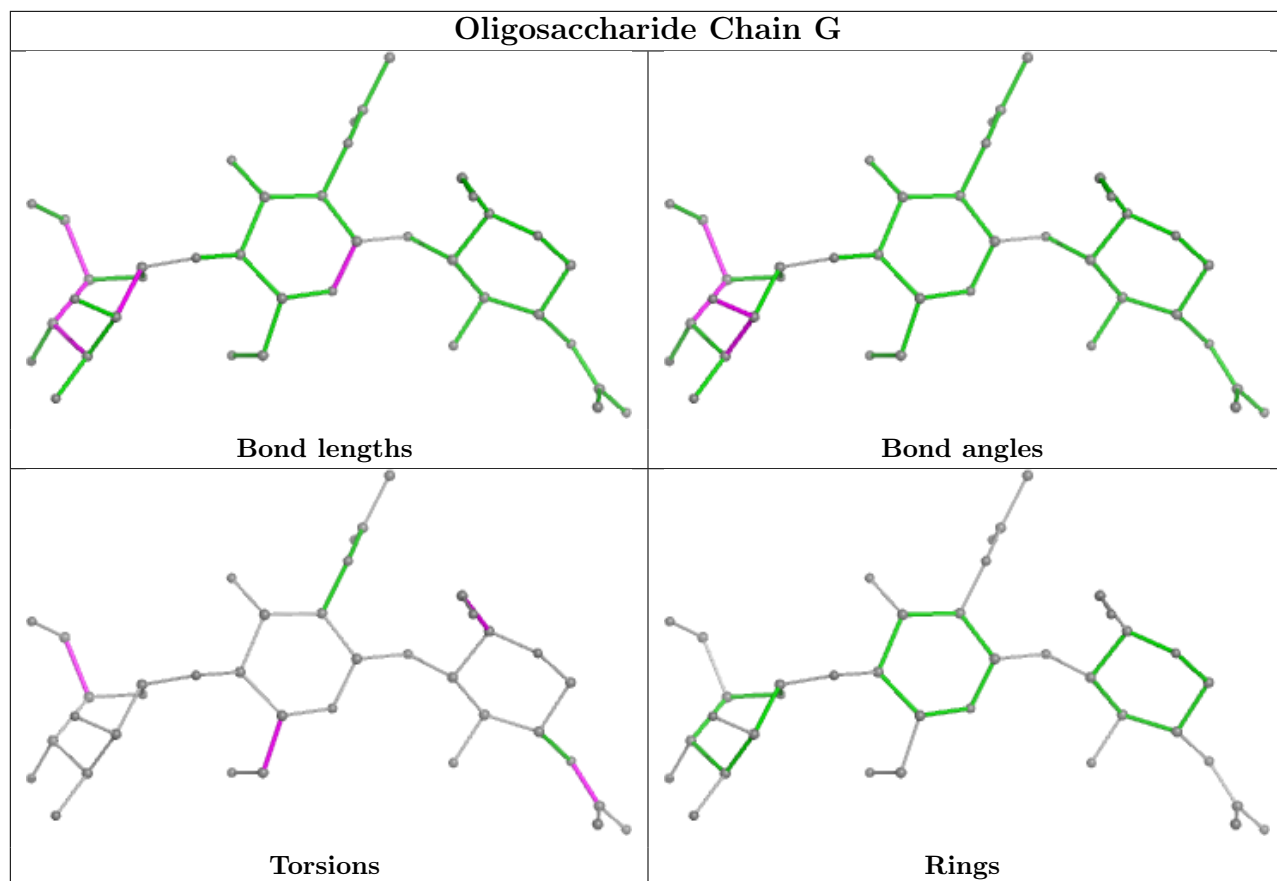 Oligosaccharide Chain G
Bond lengths
Bond angles
Torsions
Rings